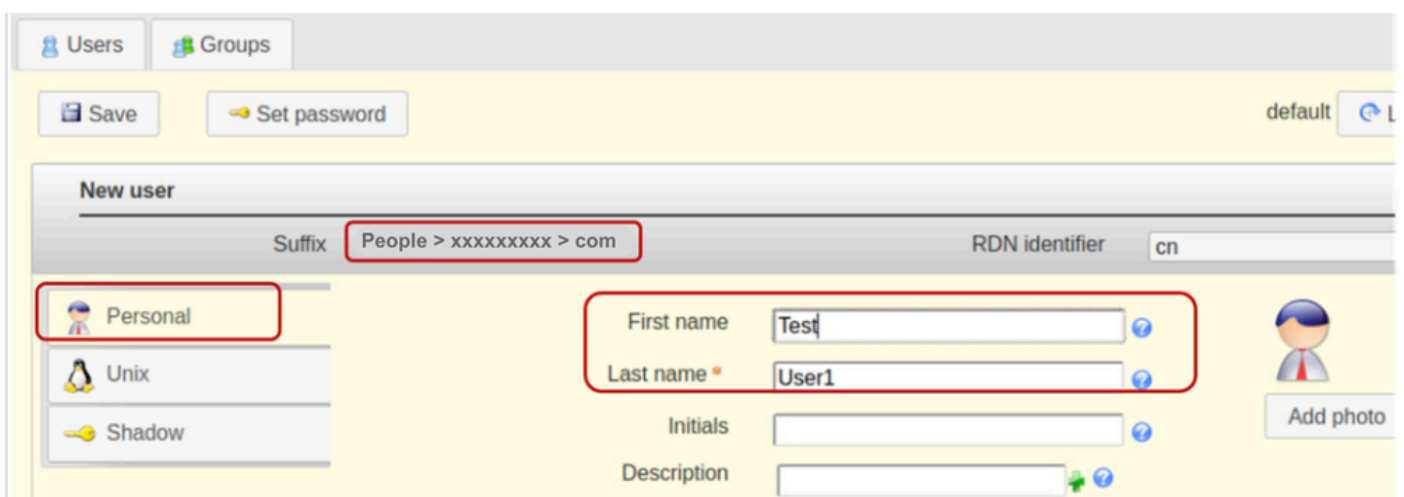 Users Groups
Save Set password default
New user
Suffix People > xxxxxxxxx > com RDN identifier cn
Personal
First name Test
Unix
Last name * User1
Shadow
Initials
Add photo
Description